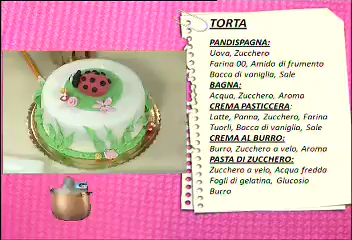 TORTA
PANDISPAGNA:
Uova, Zucchero
Farina 00, Amido di frumento
Bacca di vaniglia, Sale
BAGNA:
Acqua, Zucchero, Aroma
CREMA PASTICCERA:
Latte, Panna, Zucchero, Farina
Tuorli, Bacca di vaniglia, Sale
CREMA AL BURRO:
Burro, Zucchero a velo, Aroma
PASTA DI ZUCCHERO:
Zucchero a velo, Acqua fredda
Fogli di gelatina, Glucosio
Burro